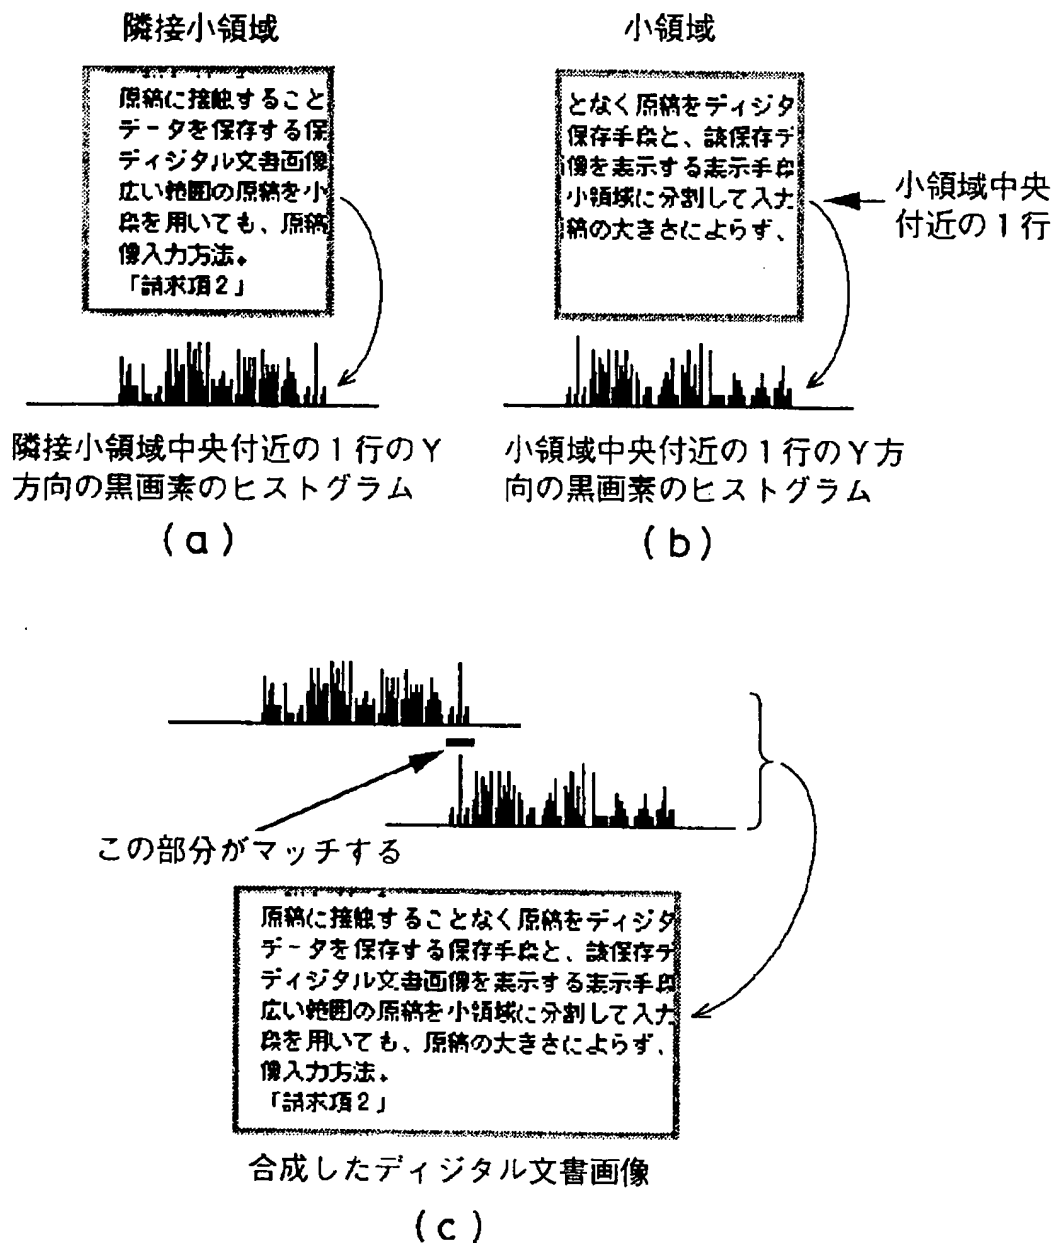 隣接小領域
原稿に接触すること
データを保存する保
ディジタル文書画像
広い範囲の原稿を小
段を用いても、原稿
像入力方法。
「請求項2」
隣接小領域中央付近の1行のY
方向の黒画素のヒストグラム
(a)
小領域
となく原稿をディジタ
保存手段と、該保存デ
像を表示する表示手段
小領域に分割して入力
稿の大きさによらず、
小領域中央
付近の1行
小領域中央付近の1行のY方
向の黒画素のヒストグラム
(b)
この部分がマッチする
原稿に接触することなく原稿をディジタ
データを保存する保存手段と、該保存デ
ディジタル文書画像を表示する表示手段
広い範囲の原稿を小領域に分割して入力
段を用いても、原稿の大きさによらず、
像入力方法。
「請求項2」
合成したディジタル文書画像
(c)